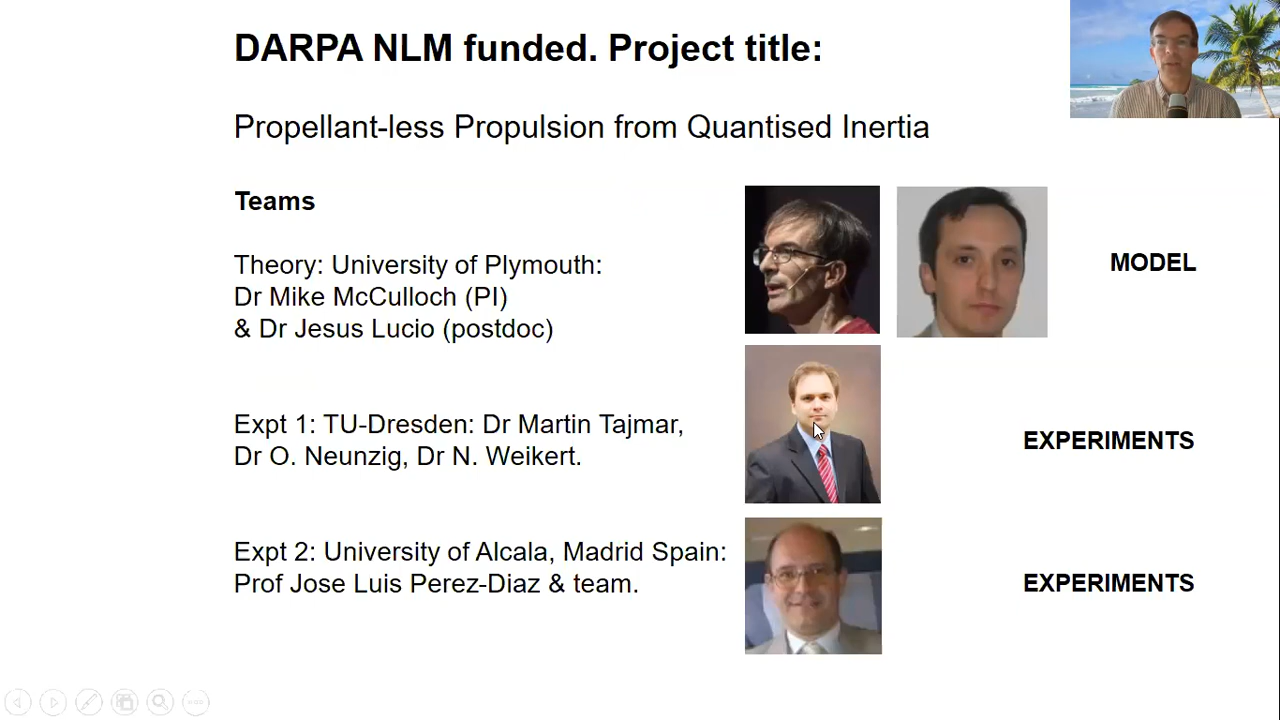 DARPA NLM funded. Project title:
Propellant-less Propulsion from Quantised Inertia
Teams
Theory: University of Plymouth:
Dr Mike McCulloch (PI)
& Dr Jesus Lucio (postdoc)
MODEL
Expt 1: TU-Dresden: Dr Martin Tajmar,
Dr O. Neunzig, Dr N. Weikert.
EXPERIMENTS
Expt 2: University of Alcala, Madrid Spain:
Prof Jose Luis Perez-Diaz & team.
EXPERIMENTS